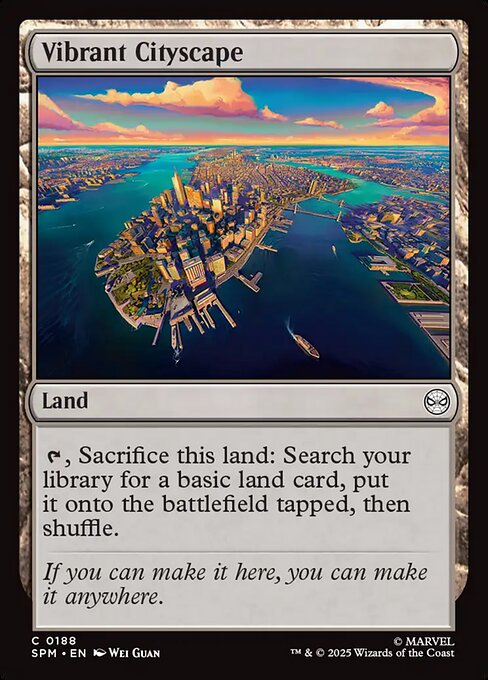 Vibrant Cityscape
Land
, Sacrifice this land: Search your
library for a basic land card, put
it onto the battlefield tapped, then
shuffle.
If you can make it here, you can make
it anywhere.
C 0188
SPM • EN Wei Guan
© MARVEL
™ & © 2025 Wizards of the Coast